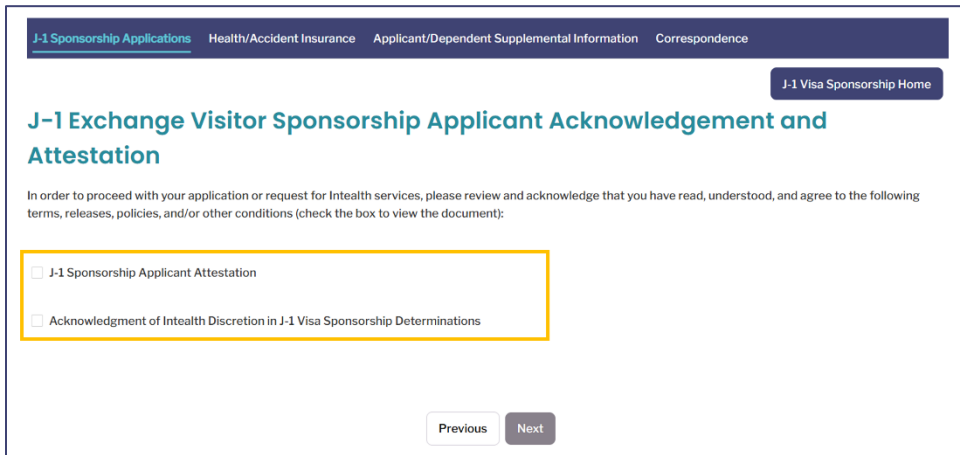 J-1 Sponsorship Applications Health/Accident Insurance Applicant/Dependent Supplemental Information Correspondence
J-1 Visa Sponsorship Home
J-1 Exchange Visitor Sponsorship Applicant Acknowledgement and
Attestation
In order to proceed with your application or request for Intealth services, please review and acknowledge that you have read, understood, and agree to the following
terms, releases, policies, and/or other conditions (check the box to view the document):
J-1 Sponsorship Applicant Attestation
Acknowledgment of Intealth Discretion in J-1 Visa Sponsorship Determinations
Previous Next